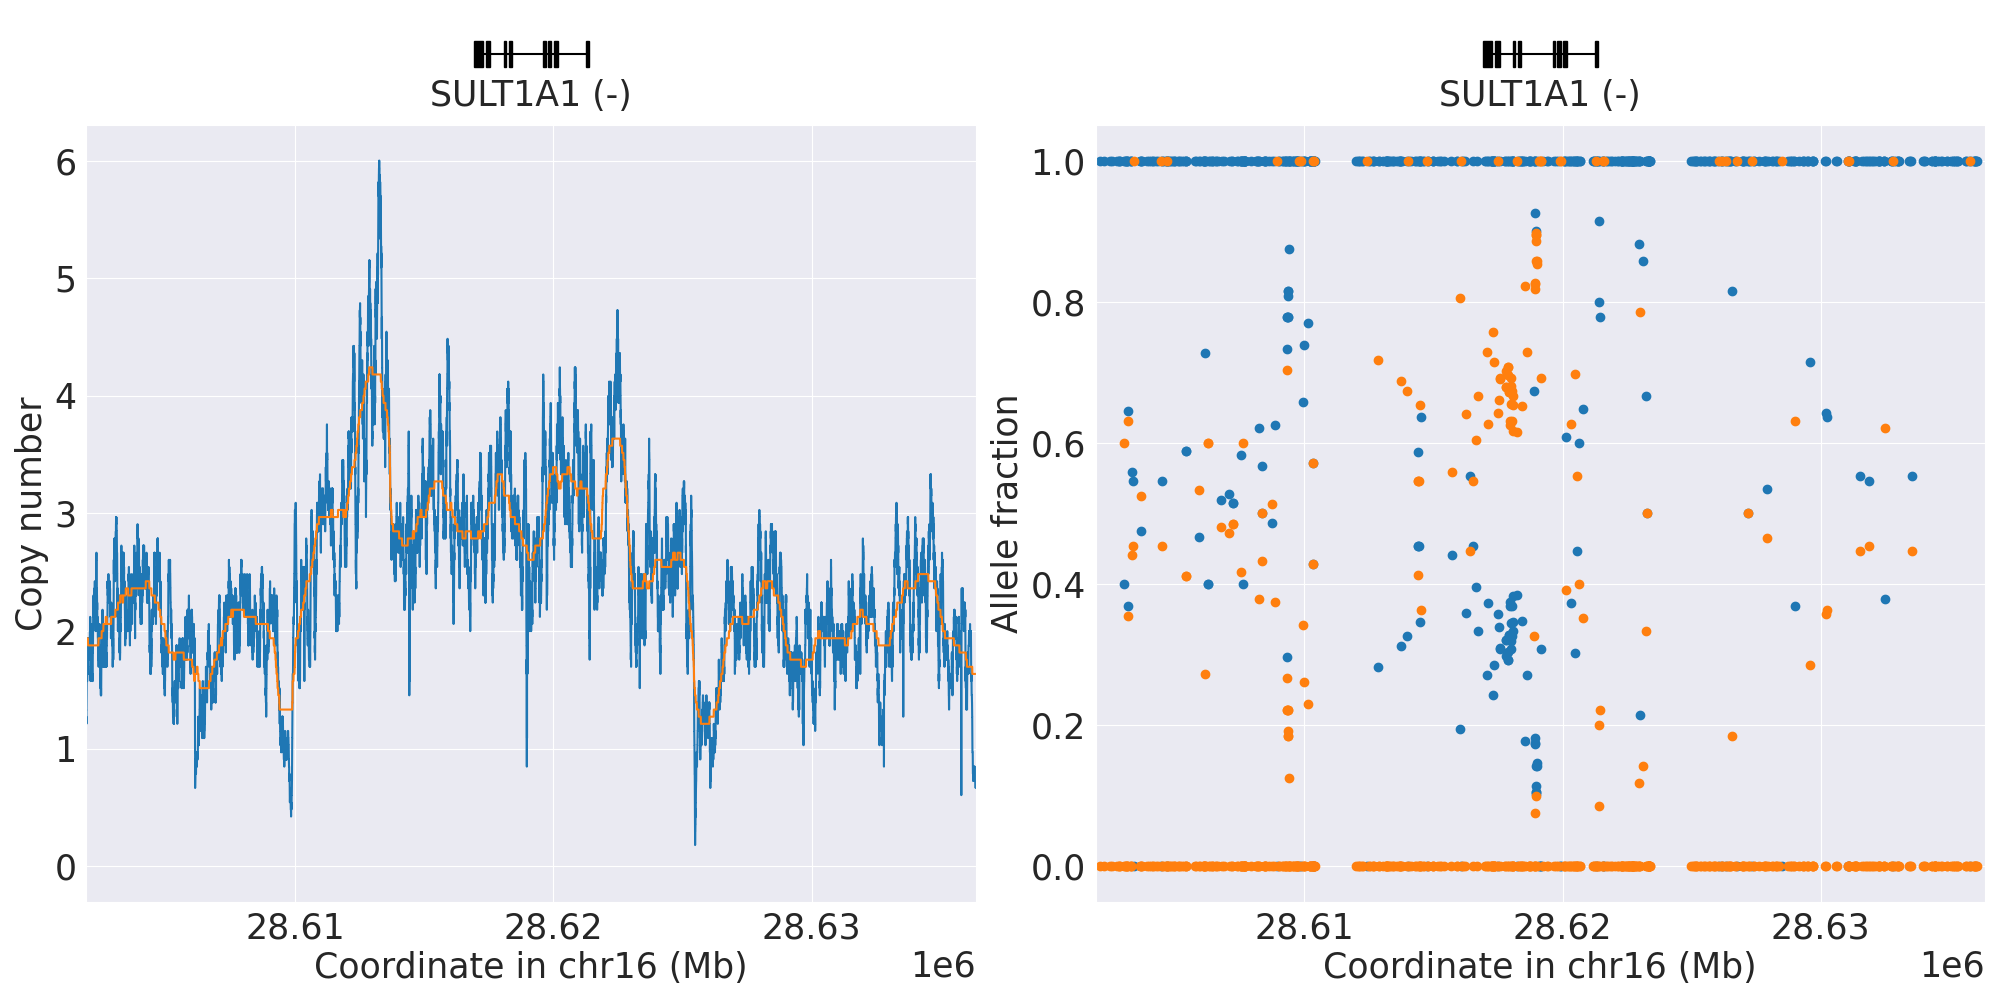 SULT1A1 (-)
Copy number
6
5
4
3
2
1
0
28.61
28.62
28.63
Coordinate in chr16 (Mb)
1e6
SULT1A1 (-)
Allele fraction
1.0
0.8
0.6
0.4
0.2
0.0
28.61
28.62
28.63
Coordinate in chr16 (Mb)
1e6